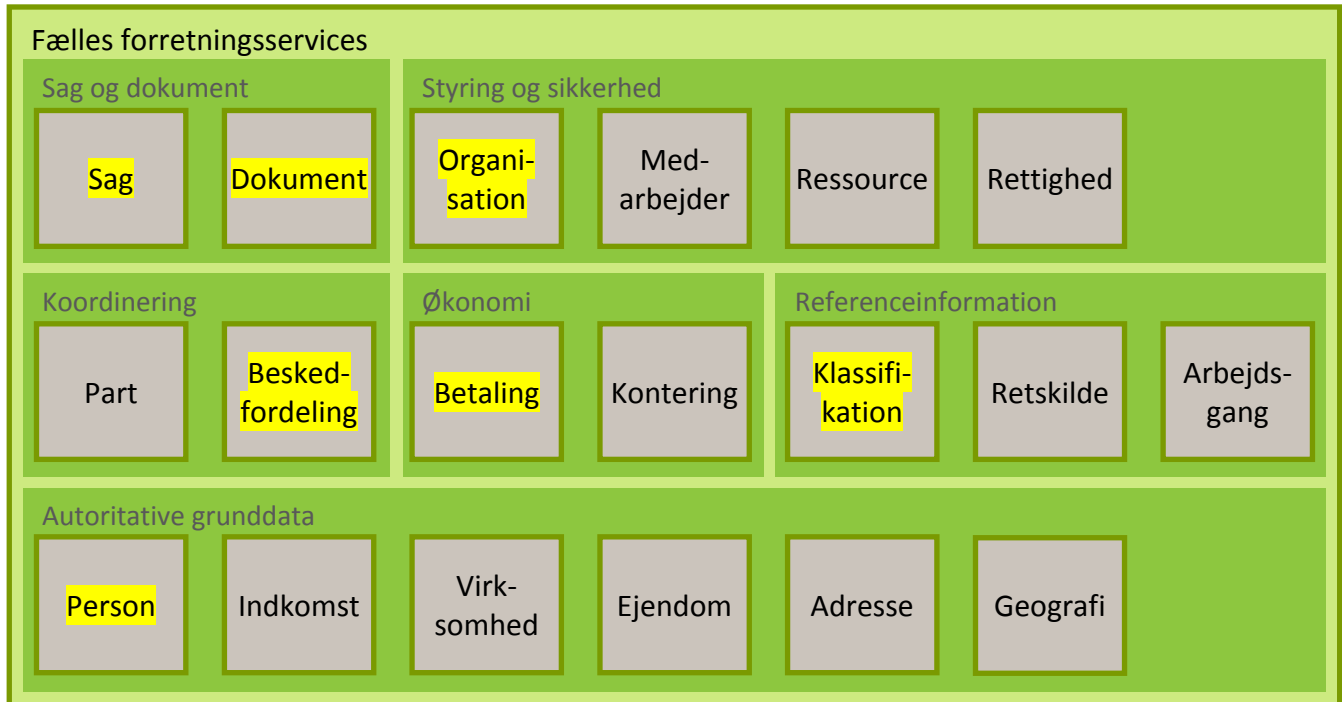 Fælles forretningsservices
Sag og dokument
Sag
Dokument
Styring og sikkerhed
Organi-
sation
Med-
arbejder
Ressource
Rettighed
Koordinering
Part
Besked-
fordeling
Økonomi
Betaling
Kontering
Referenceinformation
Klassifi-
kation
Retskilde
Arbejds-
gang
Autoritative grunddata
Person
Indkomst
Virk-
somhed
Ejendom
Adresse
Geografi